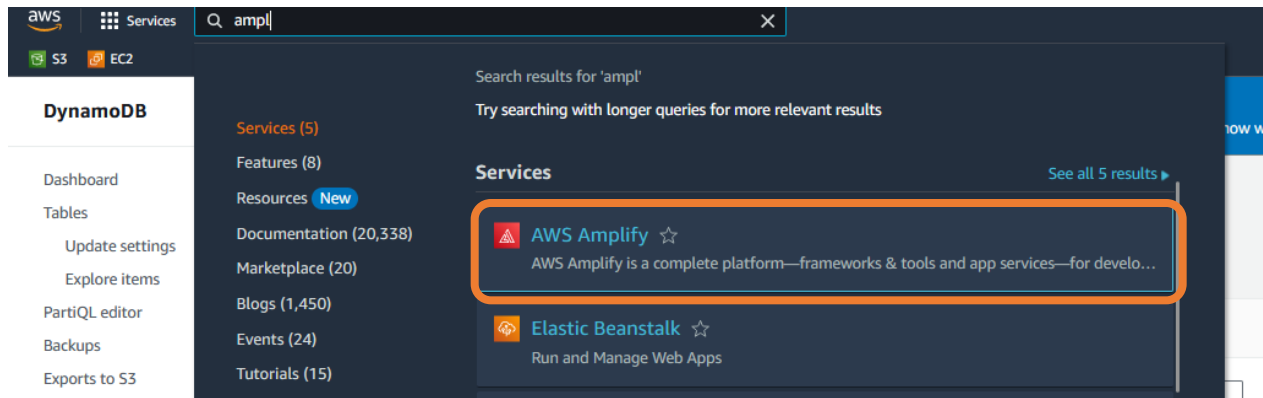 aws Services ampl
S3 EC2
DynamoDB
Dashboard
Tables
Update settings
Explore items
PartiQL editor
Backups
Exports to S3
Services (5)
Features (8)
Resources New
Documentation (20,338)
Marketplace (20)
Blogs (1,450)
Events (24)
Tutorials (15)
Search results for 'ampl'
Try searching with longer queries for more relevant results
Services See all 5 results
AWS Amplify
AWS Amplify is a complete platform—frameworks & tools and app services—for develo...
Elastic Beanstalk
Run and Manage Web Apps